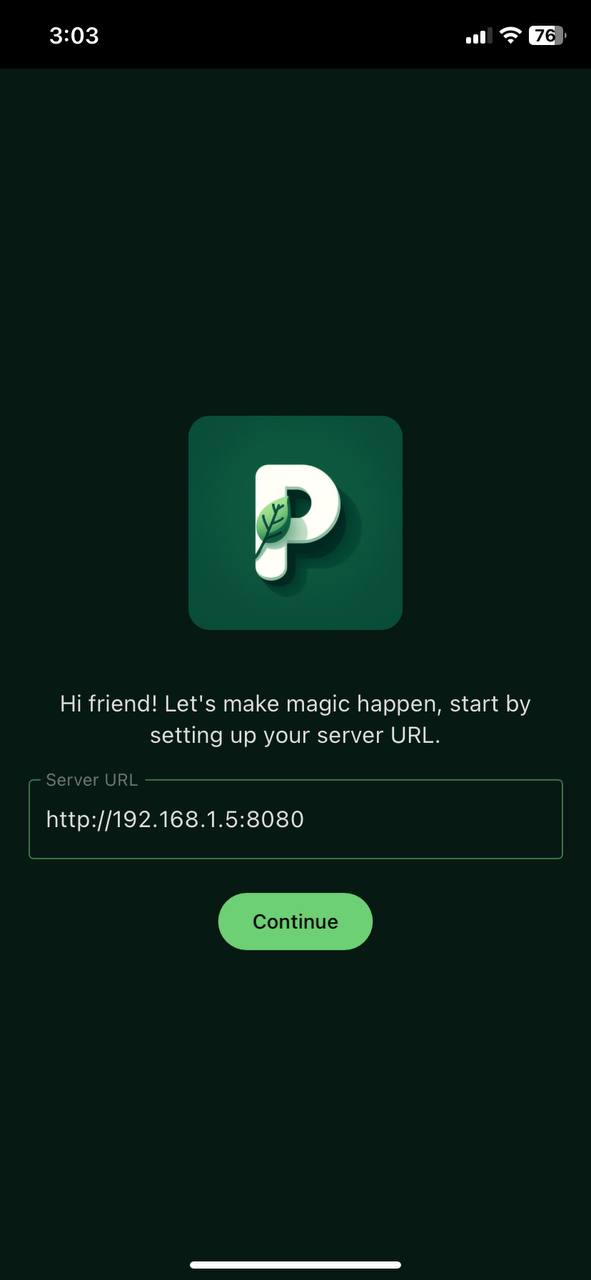 3:03
76
P
Hi friend! Let's make magic happen, start by
setting up your server URL.
Server URL
http://192.168.1.5:8080
Continue